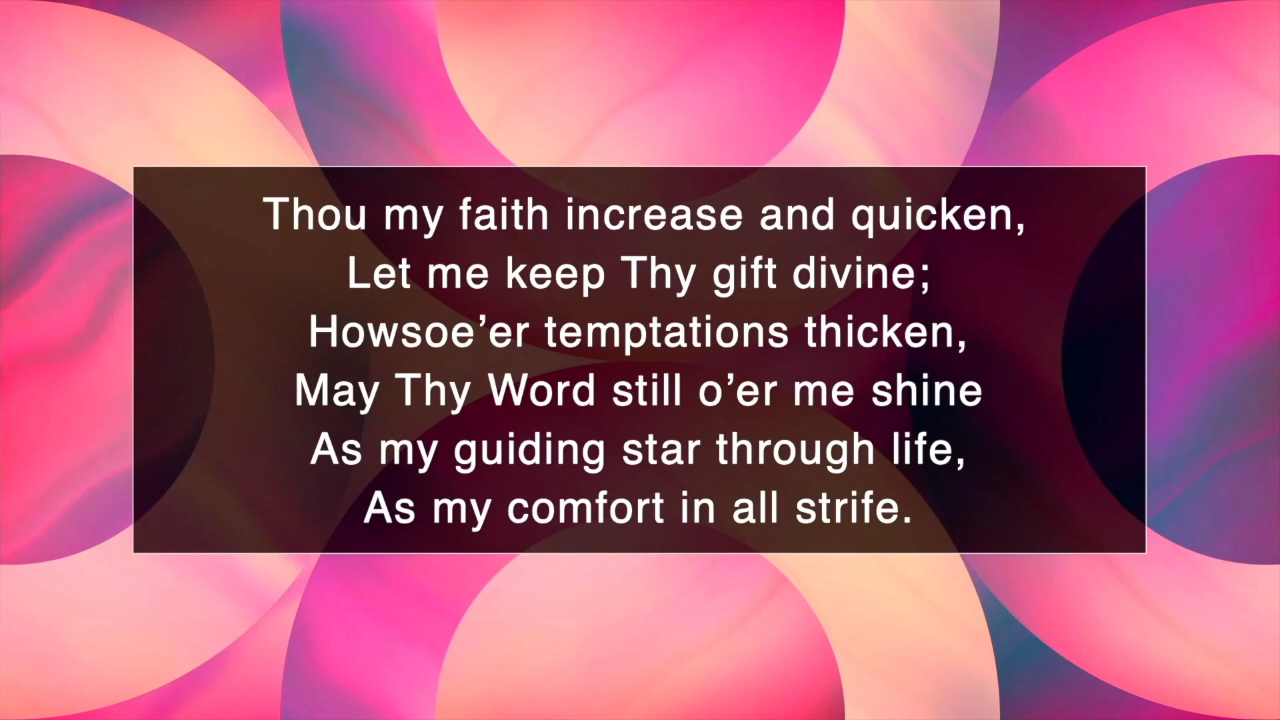 Thou my faith increase and quicken,
Let me keep Thy gift divine;
Howsoe’er temptations thicken,
May Thy Word still o’er me shine
As my guiding star through life,
As my comfort in all strife.